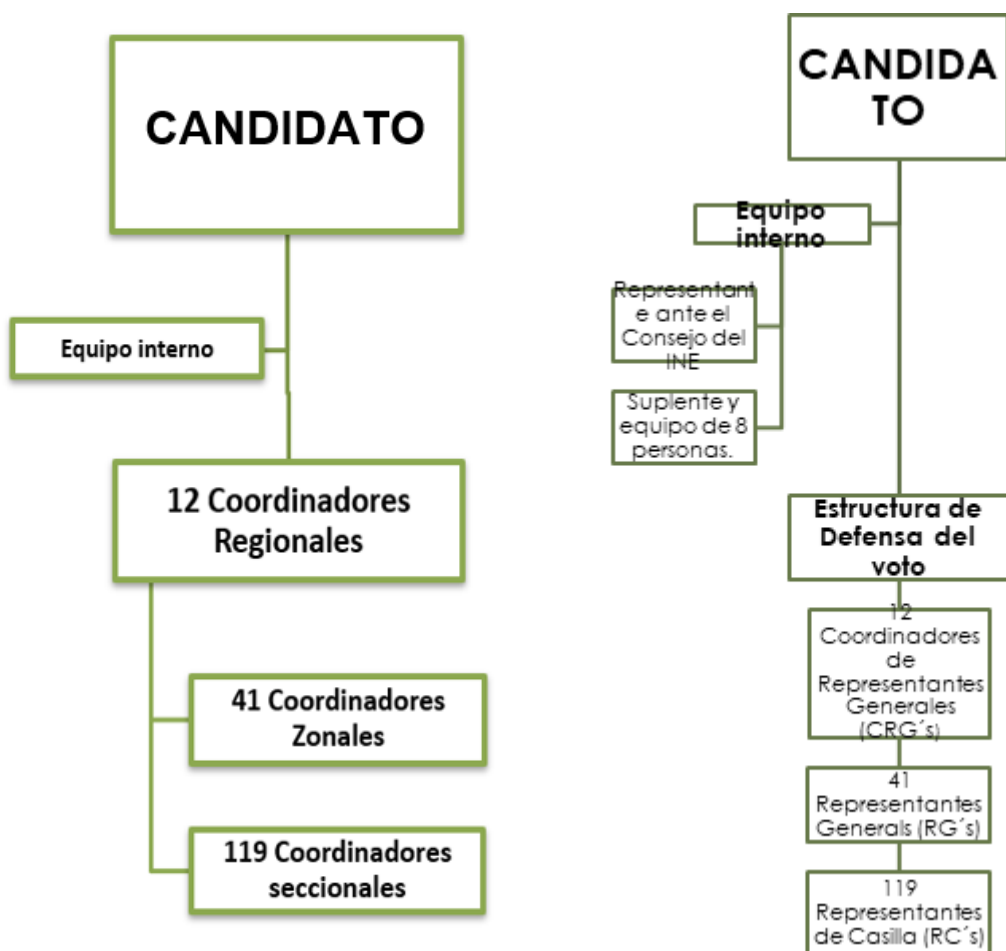 CANDIDATO
Equipo interno
12 Coordinadores
Regionales
41 Coordinadores
Zonales
119 Coordinadores
seccionales
CANDIDA
TO
Equipo
interno
Representant
e ante el
Consejo del
INE
Suplente y
equipo de 8
personas.
Estructura de
Defensa del
voto
12
Coordinadores
de
Representantes
Generales
(CRG´s)
41
Representantes
Generals (RG´s)
119
Representantes
de Casilla (RC´s)